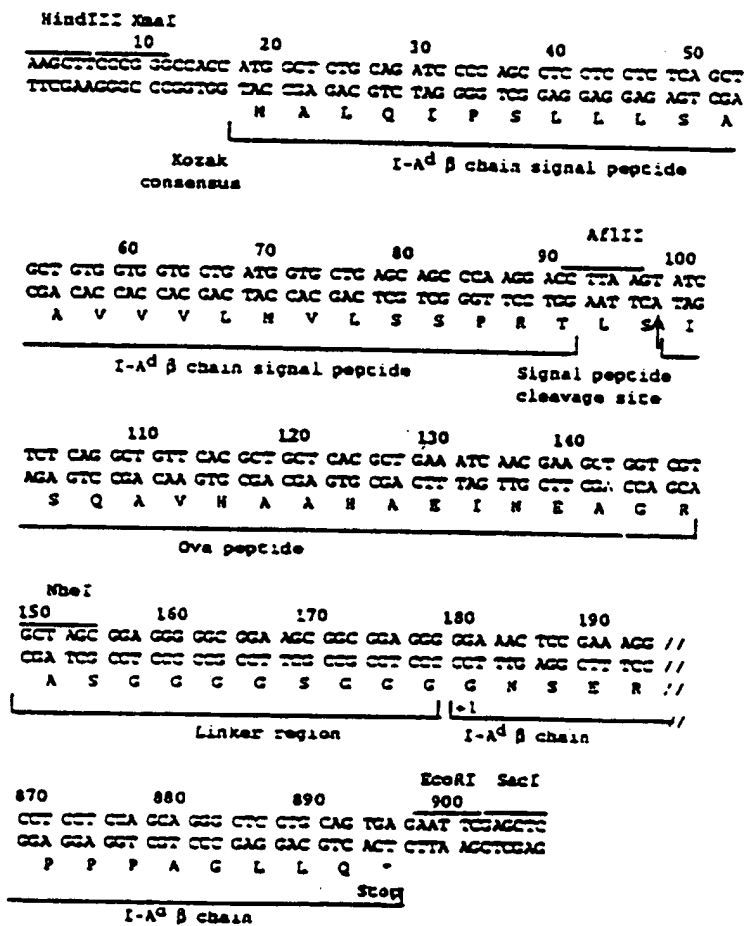 HindIII XmaI
10 20 30 40 50
AAGCTTCCCG GGCCACC ATG GCT CTG CAG ATC CCC AGC CTC CTC CTC TCA GCT
TTCGAAGGGC CCGGTGG TAC CGA GAC GTC TAG GGG TCG GAG GAG GAG AGT CGA
M A L Q I P S L L L S A
Kozak consensus
I-Ad β chain signal peptide
AflII
60 70 80 90 100
GCT GTG GTG GTG CTG ATG GTG CTG AGC AGC CCA AGG ACC TTA AGT ATC
CGA CAC CAC CAC GAC TAC CAC GAC TCG TCG GGT TCC TGG AAT TCA TAG
A V V V L M V L S S P R T L S I
I-Ad β chain signal peptide
Signal peptide
cleavage site
110 120 130 140
TCT CAG GCT GTT CAC GCT GCT CAC GCT GAA ATC AAC GAA GCT GGT CGT
AGA GTC CGA CAA GTG CGA CGA GTG CGA CTT TAG TTG CTT CGA CCA GCA
S Q A V H A A H A E I N E A G R
Ova peptide
NheI
150 160 170 180 190
GCT AGC GGA GGG GGC GGA AGC GGC GGA GGG GGA AAC TCC GAA AGG //
CGA TCG CCT CCC CCG CCT TCG CCG CCT CCC CCT TTG AGG CTT TCC //
A S G G G G S G G G G N S E R //
+1
Linker region
I-Ad β chain
EcoRI SacI
870 880 890 900
CCT CCT CCA GCA GGG CTC CTG CAG TGA GAAT TCGAGCTC
GGA GGA GGT CGT CCC GAG GAC GTC ACT CTTA AGCTCGAG
P P P A G L L Q *
Stop
I-Ad β chain